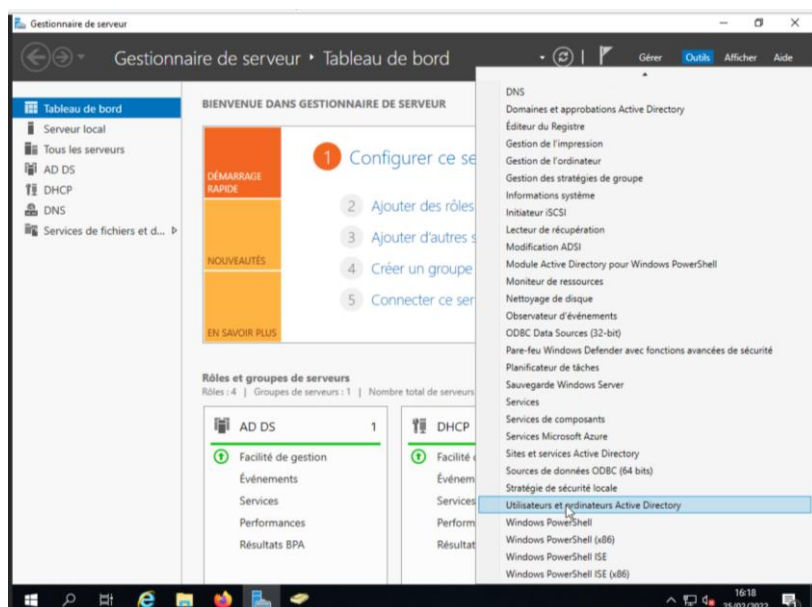 Gestionnaire de serveur
Gestionnaire de serveur • Tableau de bord
Gérer Outils Afficher Aide
Tableau de bord
Serveur local
Tous les serveurs
AD DS
DHCP
DNS
Services de fichiers et d...
BIENVENUE DANS GESTIONNAIRE DE SERVEUR
DÉMARRAGE
RAPIDE
NOUVEAUTÉS
EN SAVOIR PLUS
1 Configurer ce se
2 Ajouter des rôles
3 Ajouter d'autres s
4 Créer un groupe
5 Connecter ce ser
Rôles et groupes de serveurs
Rôles : 4 | Groupes de serveurs : 1 | Nombre total de serveurs
AD DS 1
Facilité de gestion
Événements
Services
Performances
Résultats BPA
DHCP
Facilité
Événem
Services
Perform
Résultat
DNS
Domaines et approbations Active Directory
Éditeur du Registre
Gestion de l'impression
Gestion de l'ordinateur
Gestion des stratégies de groupe
Informations système
Initiateur iSCSI
Lecteur de récupération
Modification ADSI
Module Active Directory pour Windows PowerShell
Moniteur de ressources
Nettoyage de disque
Observateur d'événements
ODBC Data Sources (32-bit)
Pare-feu Windows Defender avec fonctions avancées de sécurité
Planificateur de tâches
Sauvegarde Windows Server
Services
Services de composants
Services Microsoft Azure
Sites et services Active Directory
Sources de données ODBC (64 bits)
Stratégie de sécurité locale
Utilisateurs et ordinateurs Active Directory
Windows PowerShell
Windows PowerShell (x86)
Windows PowerShell ISE
Windows PowerShell ISE (x86)
16:18